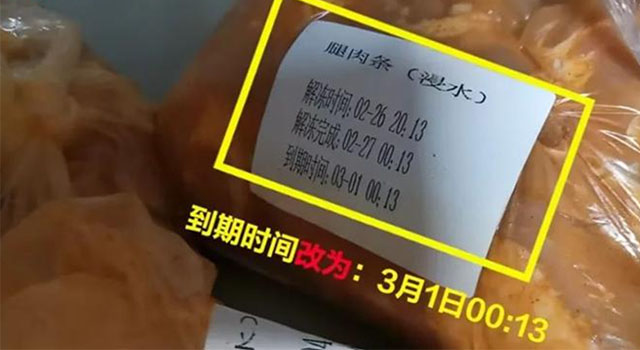 腿肉条（浸水）
解冻时间:02-26 20:13
解冻完成:02-27 00:13
到期时间:03-01 00:13
到期时间改为：3月1日00:13